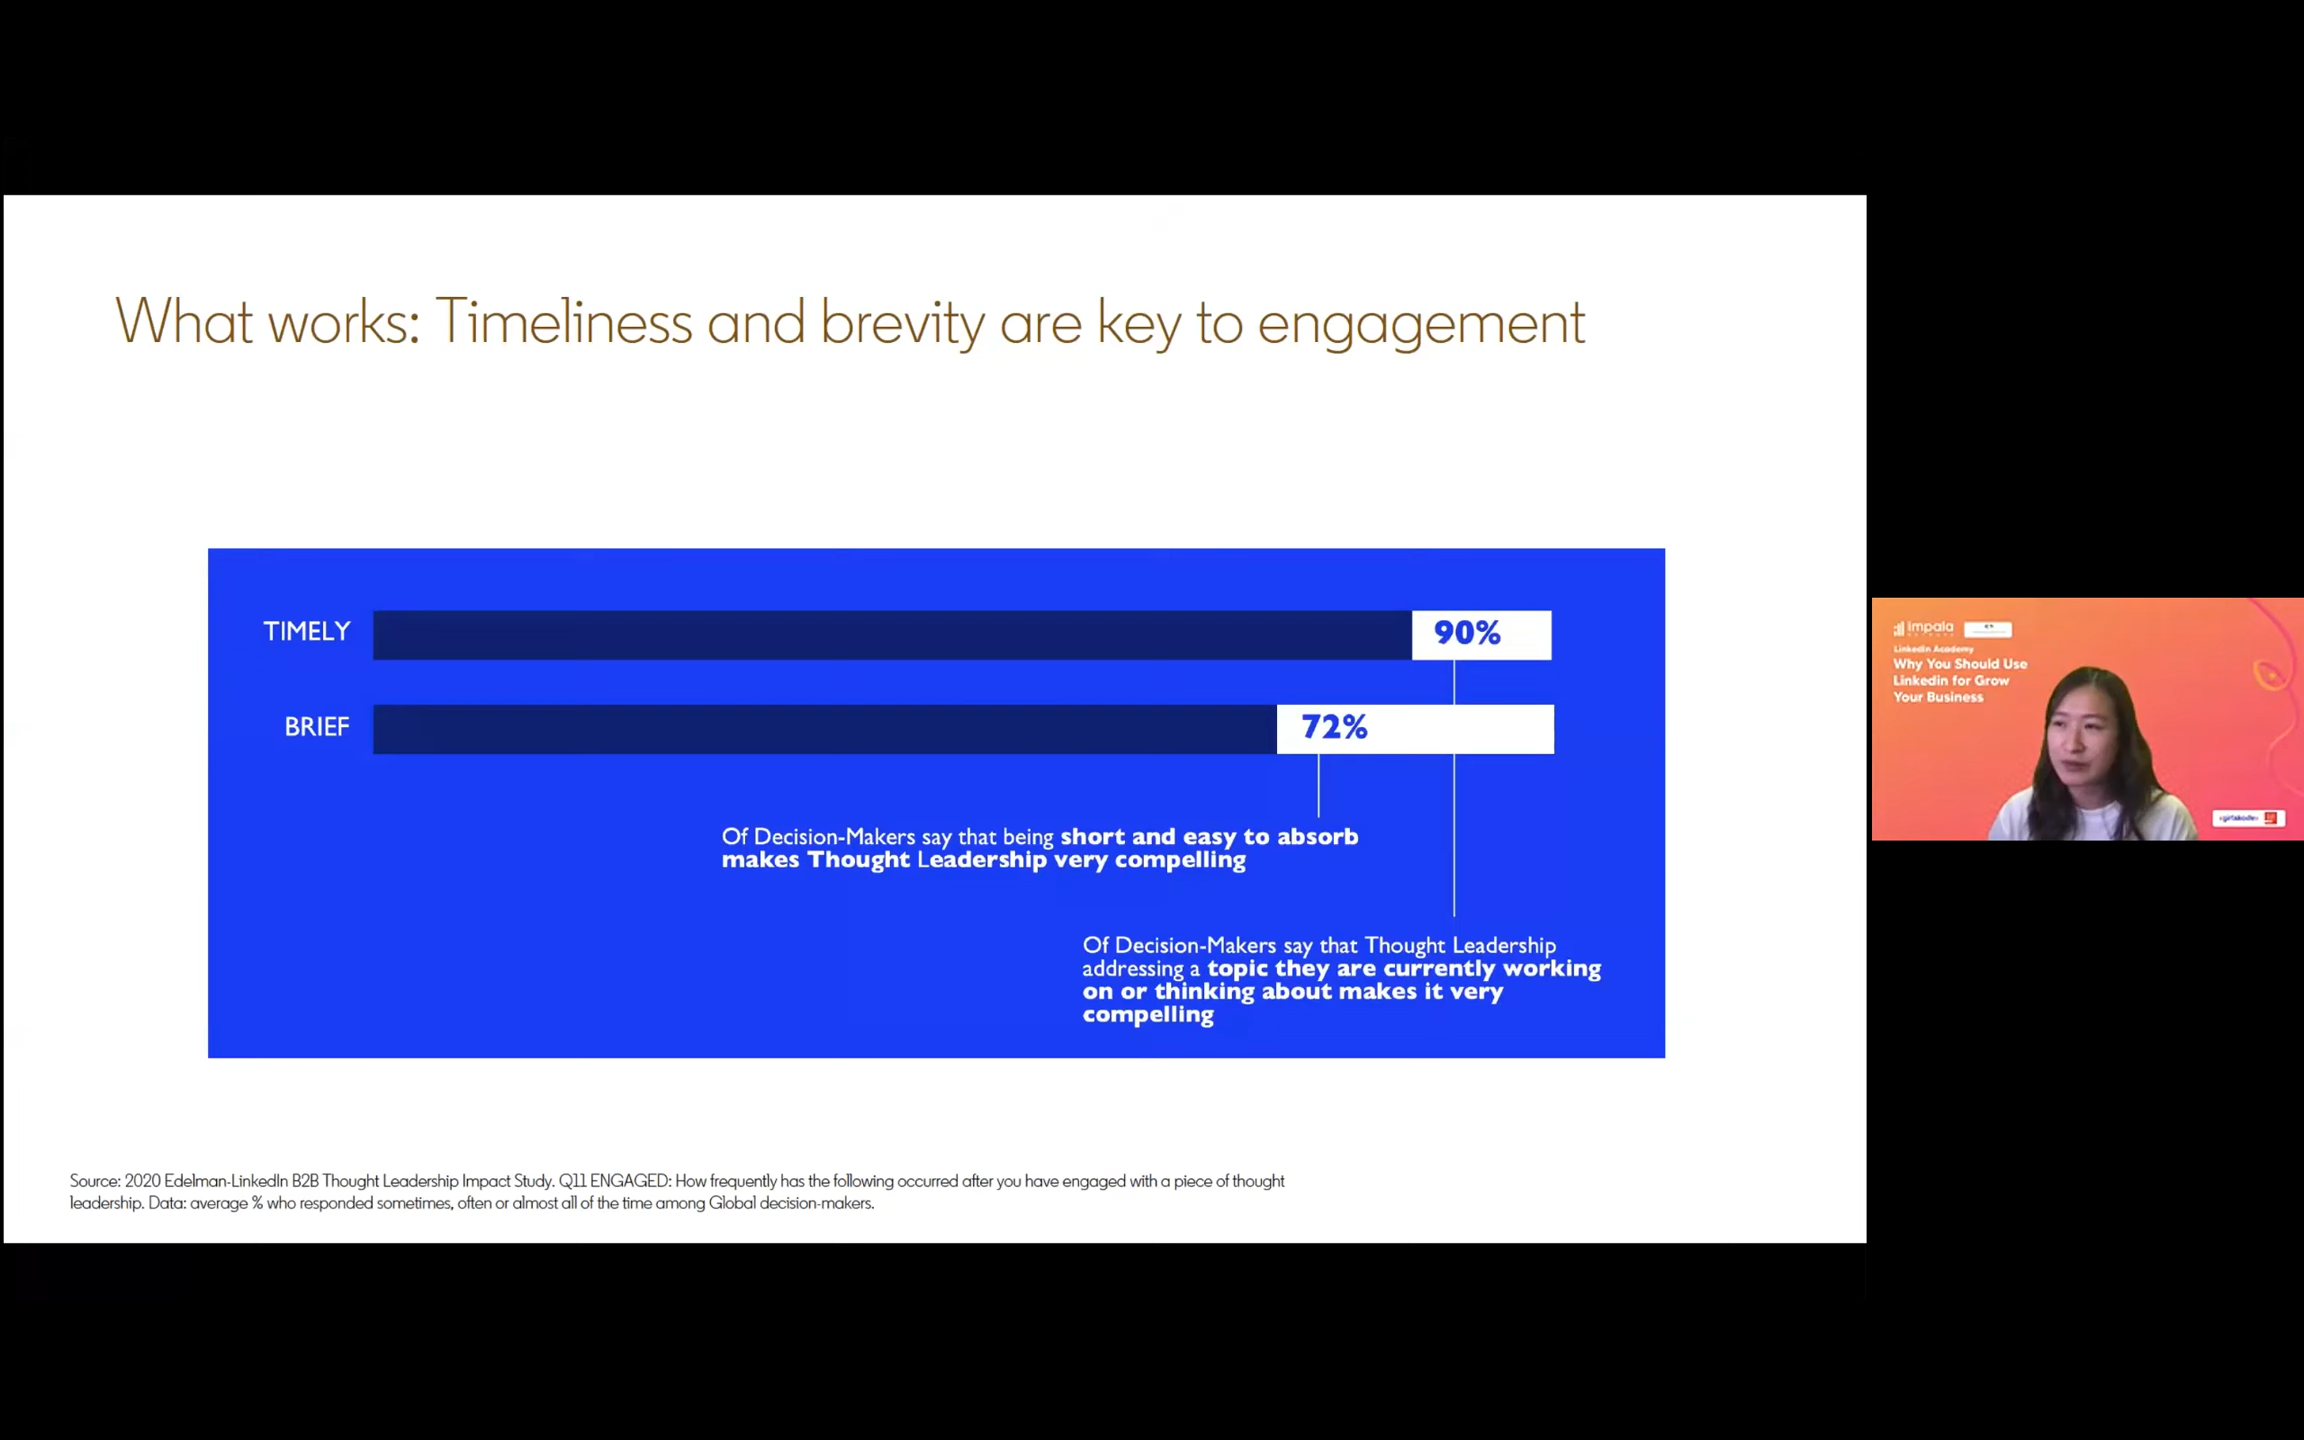 What works: Timeliness and brevity are key to engagement
TIMELY
90%
BRIEF
72%
Of Decision-Makers say that being short and easy to absorb
makes Thought Leadership very compelling
Of Decision-Makers say that Thought Leadership
addressing a topic they are currently working
on or thinking about makes it very
compelling
Source: 2020 Edelman-LinkedIn B2B Thought Leadership Impact Study. Q11 ENGAGED: How frequently has the following occurred after you have engaged with a piece of thought
leadership. Data: average % who responded sometimes, often or almost all of the time among Global decision-makers.
impala
LinkedIn Academy
Why You Should Use
Linkedin for Grow
Your Business